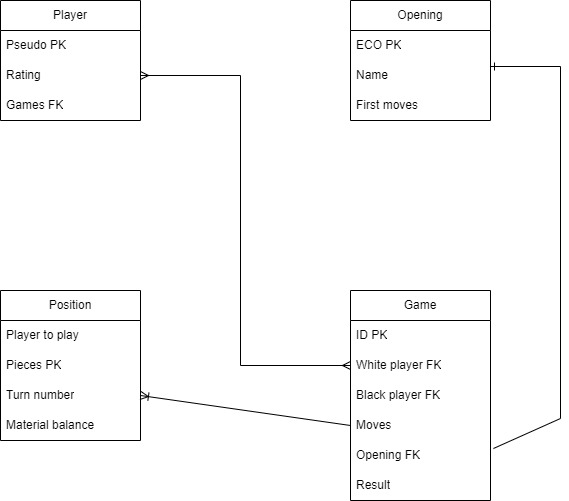 Player
Pseudo PK
Rating
Games FK
Opening
ECO PK
Name
First moves
Position
Player to play
Pieces PK
Turn number
Material balance
Game
ID PK
White player FK
Black player FK
Moves
Opening FK
Result